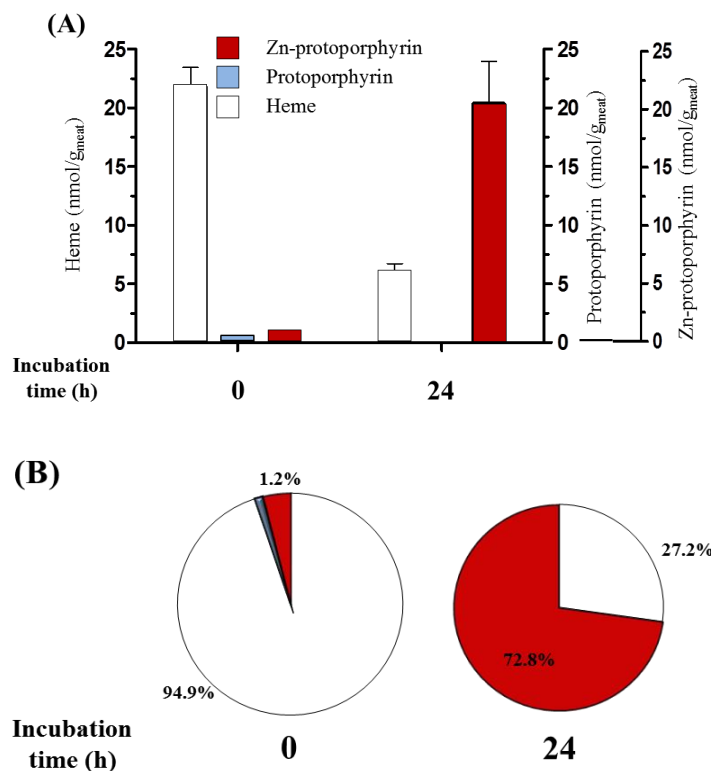 (A)
Zn-protoporphyrin
Protoporphyrin
Heme
25
20
15
10
5
0
Heme (nmol/gmeat)
25
20
15
10
5
0
Protoporphyrin (nmol/gmeat)
25
20
15
10
5
0
Zn-protoporphyrin (nmol/gmeat)
Incubation
time (h)
0
24
(B)
1.2%
94.9%
27.2%
72.8%
Incubation
time (h)
0
24